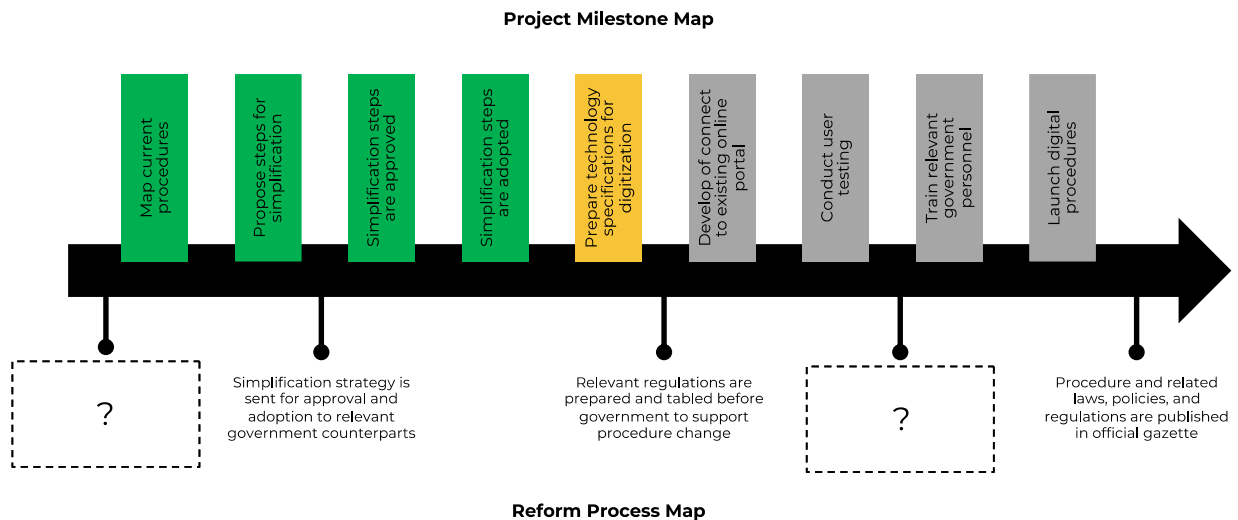 Project Milestone Map
Map current
procedures
Propose steps for
simplification
Simplification steps
are approved
Simplification steps
are adopted
Prepare technology
specifications for
digitization
Develop of connect
to existing online
portal
Conduct user
testing
Train relevant
government
personnel
Launch digital
procedures
?
Simplification strategy is
sent for approval and
adoption to relevant
government counterparts
Relevant regulations are
prepared and tabled before
government to support
procedure change
?
Procedure and related
laws, policies, and
regulations are published
in official gazette
Reform Process Map